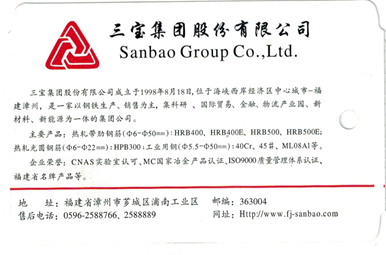 三宝集团股份有限公司
Sanbao Group Co.,Ltd.
三宝集团股份有限公司成立于1998年8月18日,位于海峡西岸经济区中心城市-福
建漳州,是一家以钢铁生产、销售为主,集科研、国际贸易、金融、物流产业园、新
材料、新能源为一体的集团公司。
主要产品:热轧带肋钢筋(Φ6-Φ50mm):HRB400、HRB400E、HRB500、HRB500E;
热轧光圆钢筋(Φ6-Φ22mm):HPB300;工业用钢(Φ5.5-Φ50mm):40Cr、45#、ML08Al等。
企业荣誉:CNAS实验室认可、MC国家冶金产品认证、ISO9000质量管理体系认证、
福建省名牌产品等。
地 址:福建省漳州市芗城区浦南工业区 邮编:363004
售后电话:0596-2588766、2588889 网址:Http://www.fj-sanbao.com